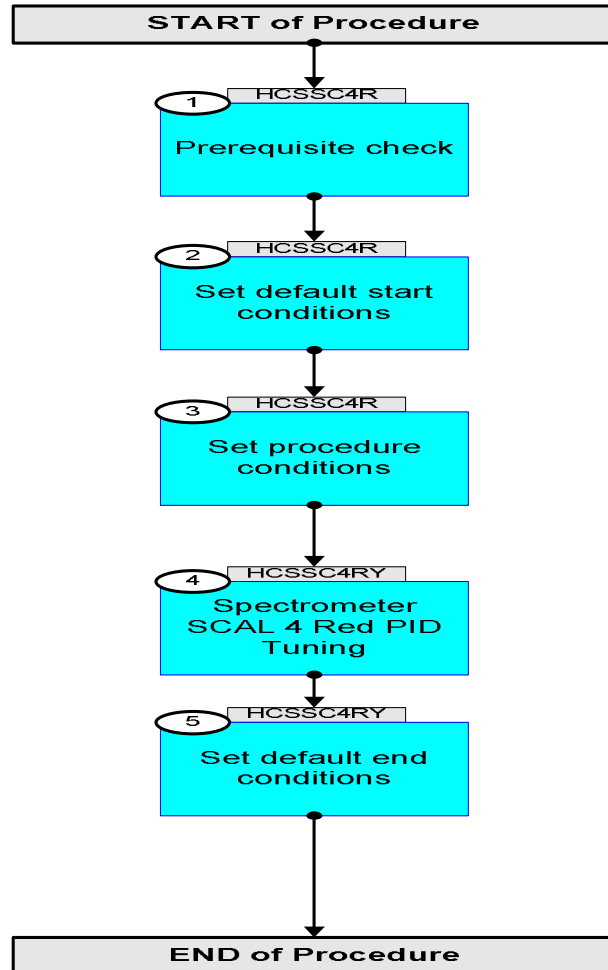 START of Procedure
HCSSC4R
1
Prerequisite check
HCSSC4R
2
Set default start
conditions
HCSSC4R
3
Set procedure
conditions
HCSSC4RY
4
Spectrometer
SCAL 4 Red PID
Tuning
HCSSC4RY
5
Set default end
conditions
END of Procedure